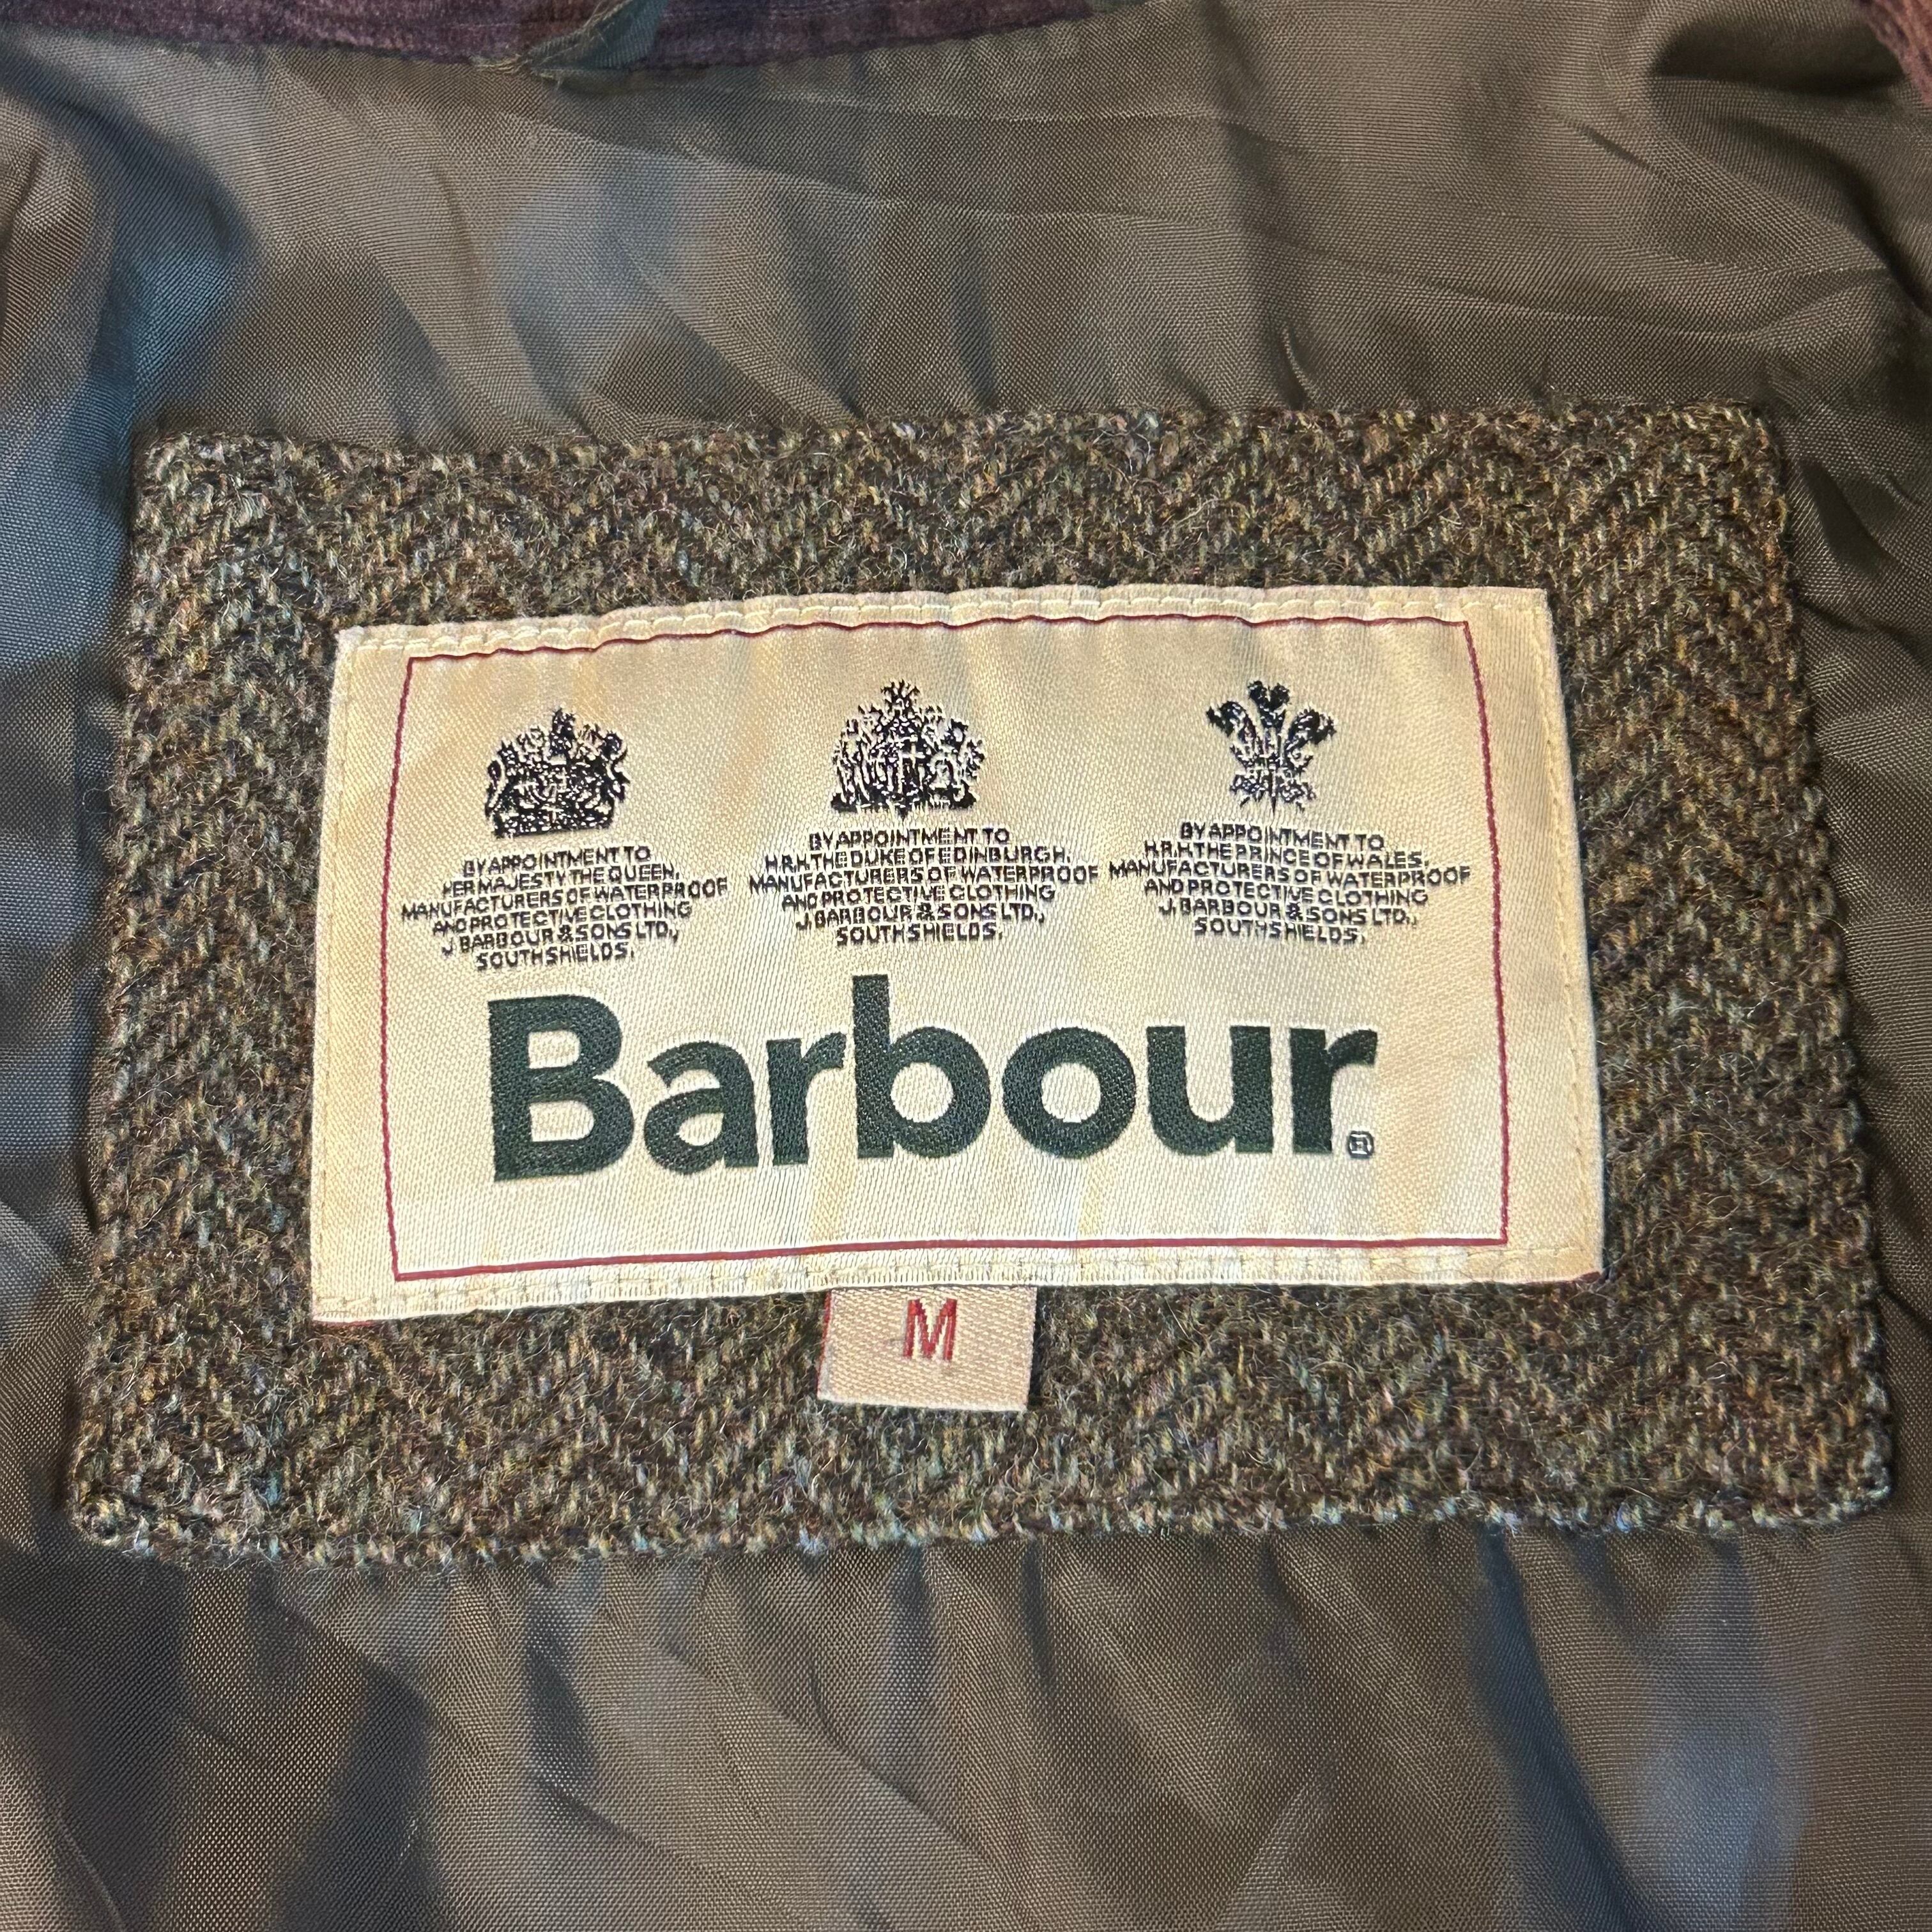 BY APPOINTMENT TO
HER MAJESTY THE QUEEN,
MANUFACTURERS OF WATERPROOF
AND PROTECTIVE CLOTHING
J. BARBOUR & SONS LTD.,
SOUTH SHIELDS.
BY APPOINTMENT TO
H.R.H. THE DUKE OF EDINBURGH,
MANUFACTURERS OF WATERPROOF
AND PROTECTIVE CLOTHING
J. BARBOUR & SONS LTD.,
SOUTH SHIELDS.
BY APPOINTMENT TO
H.R.H. THE PRINCE OF WALES,
MANUFACTURERS OF WATERPROOF
AND PROTECTIVE CLOTHING
J. BARBOUR & SONS LTD.,
SOUTH SHIELDS.
Barbour®
M